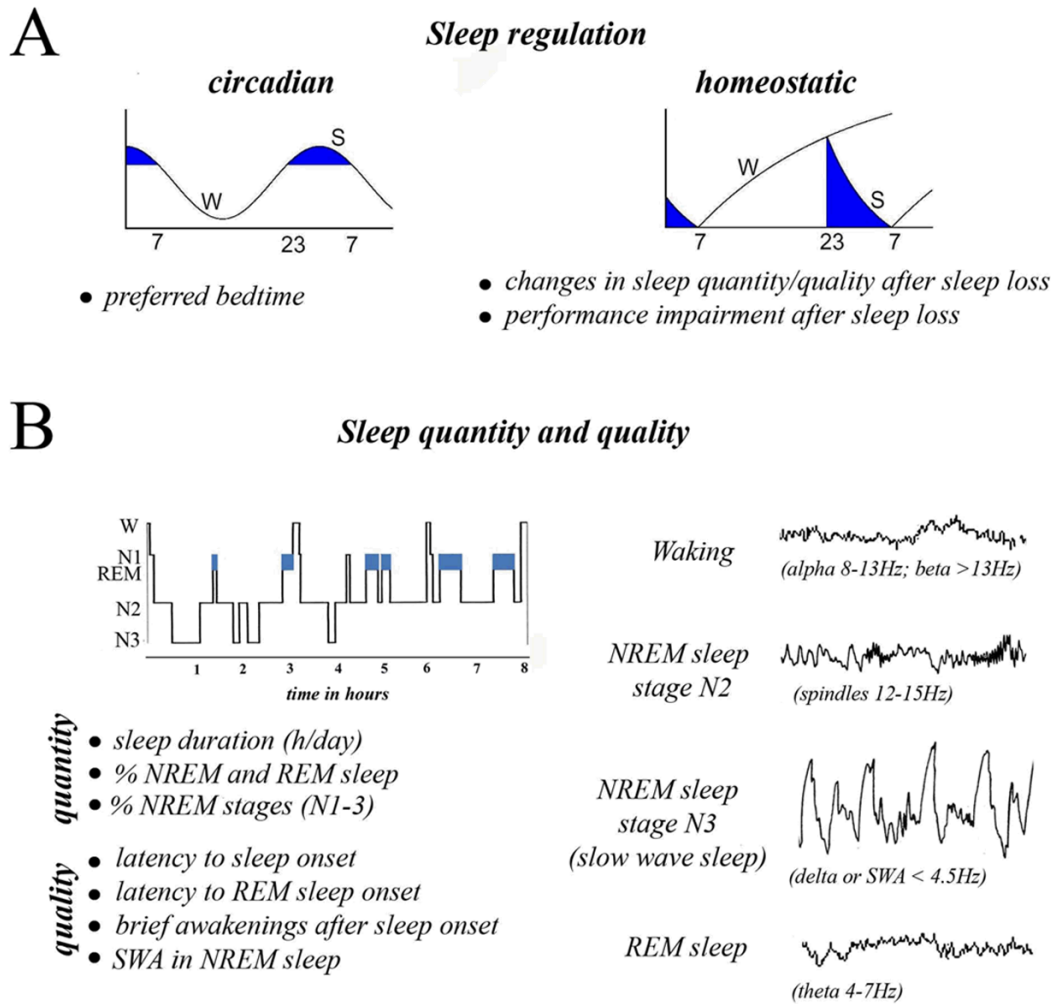 A
Sleep regulation
circadian
homeostatic
S
W
7
23
7
W
S
7
23
7
• preferred bedtime
• changes in sleep quantity/quality after sleep loss
• performance impairment after sleep loss
B
Sleep quantity and quality
W
N1
REM
N2
N3
1 2 3 4 5 6 7 8
time in hours
quantity
• sleep duration (h/day)
• % NREM and REM sleep
• % NREM stages (N1-3)
quality
• latency to sleep onset
• latency to REM sleep onset
• brief awakenings after sleep onset
• SWA in NREM sleep
Waking
(alpha 8-13Hz; beta >13Hz)
NREM sleep
stage N2
(spindles 12-15Hz)
NREM sleep
stage N3
(slow wave sleep)
(delta or SWA < 4.5Hz)
REM sleep
(theta 4-7Hz)